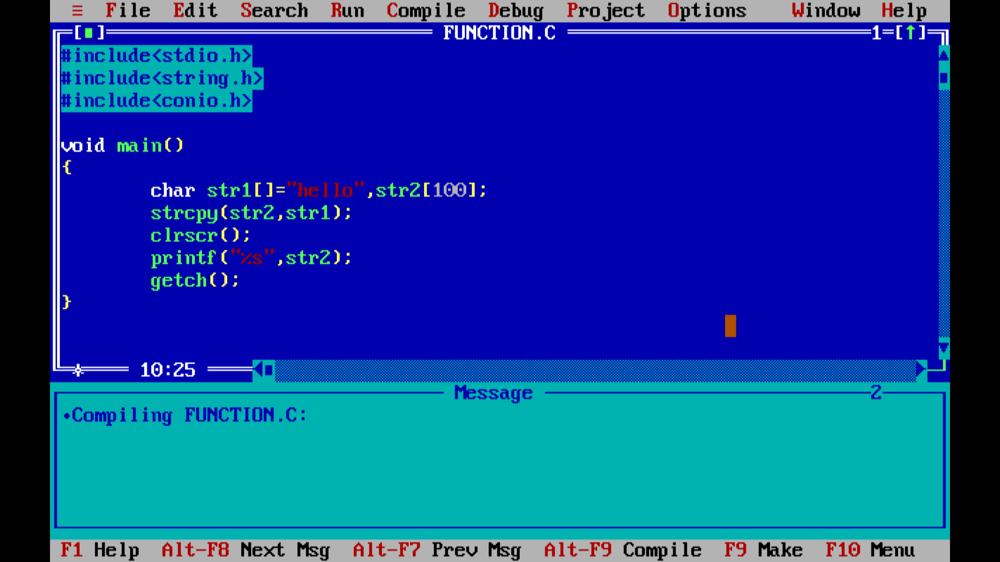 ≡ File Edit Search Run Compile Debug Project Options Window Help
[■] FUNCTION.C 1=[↑]
#include<stdio.h>
#include<string.h>
#include<conio.h>
void main()
{
char str1[]="hello",str2[100];
strcpy(str2,str1);
clrscr();
printf("%s",str2);
getch();
}
10:25
Message 2
•Compiling FUNCTION.C:
F1 Help Alt-F8 Next Msg Alt-F7 Prev Msg Alt-F9 Compile F9 Make F10 Menu